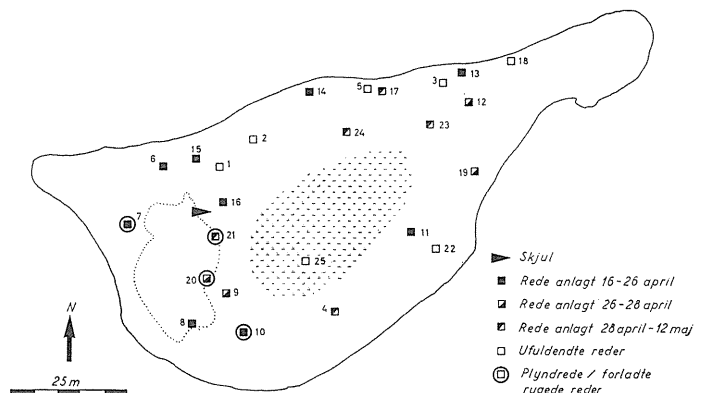 18
13
3
5
17
14
12
23
24
2
15
6
1
19
16
7
21
11
22
25
20
9
4
8
10
N
25 m
Skjul
Rede anlagt 16-26 april
Rede anlagt 26-28 april
Rede anlagt 28 april-12 maj
Ufuldendte reder
Plyndrede / forladte
rugede reder